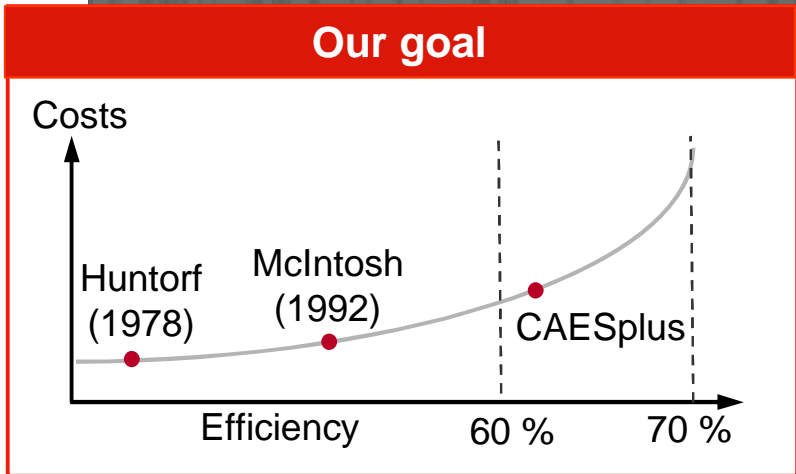 Our goal
Costs
Huntorf
(1978)
McIntosh
(1992)
CAESplus
Efficiency
60 %
70 %